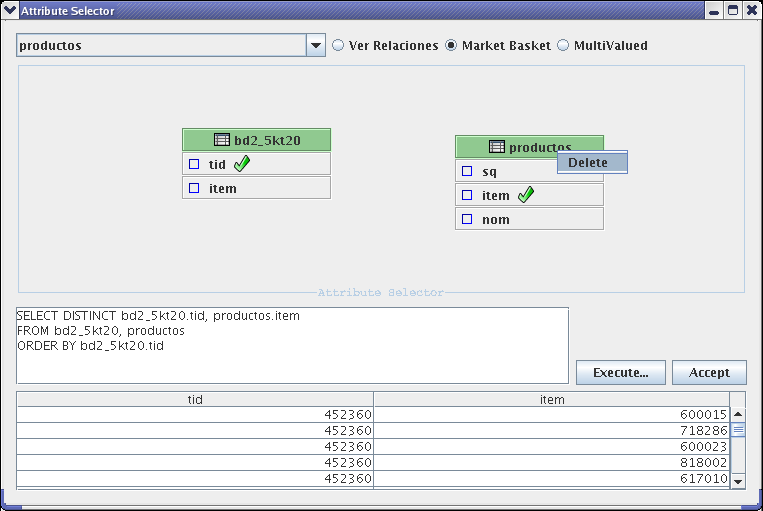 Attribute Selector
productos
Ver Relaciones
Market Basket
MultiValued
bd2_5kt20
tid
item
productos
Delete
sq
item
nom
Attribute Selector
SELECT DISTINCT bd2_5kt20.tid, productos.item
FROM bd2_5kt20, productos
ORDER BY bd2_5kt20.tid
Execute...
Accept
tid item
452360 600015
452360 718286
452360 600023
452360 818002
452360 617010